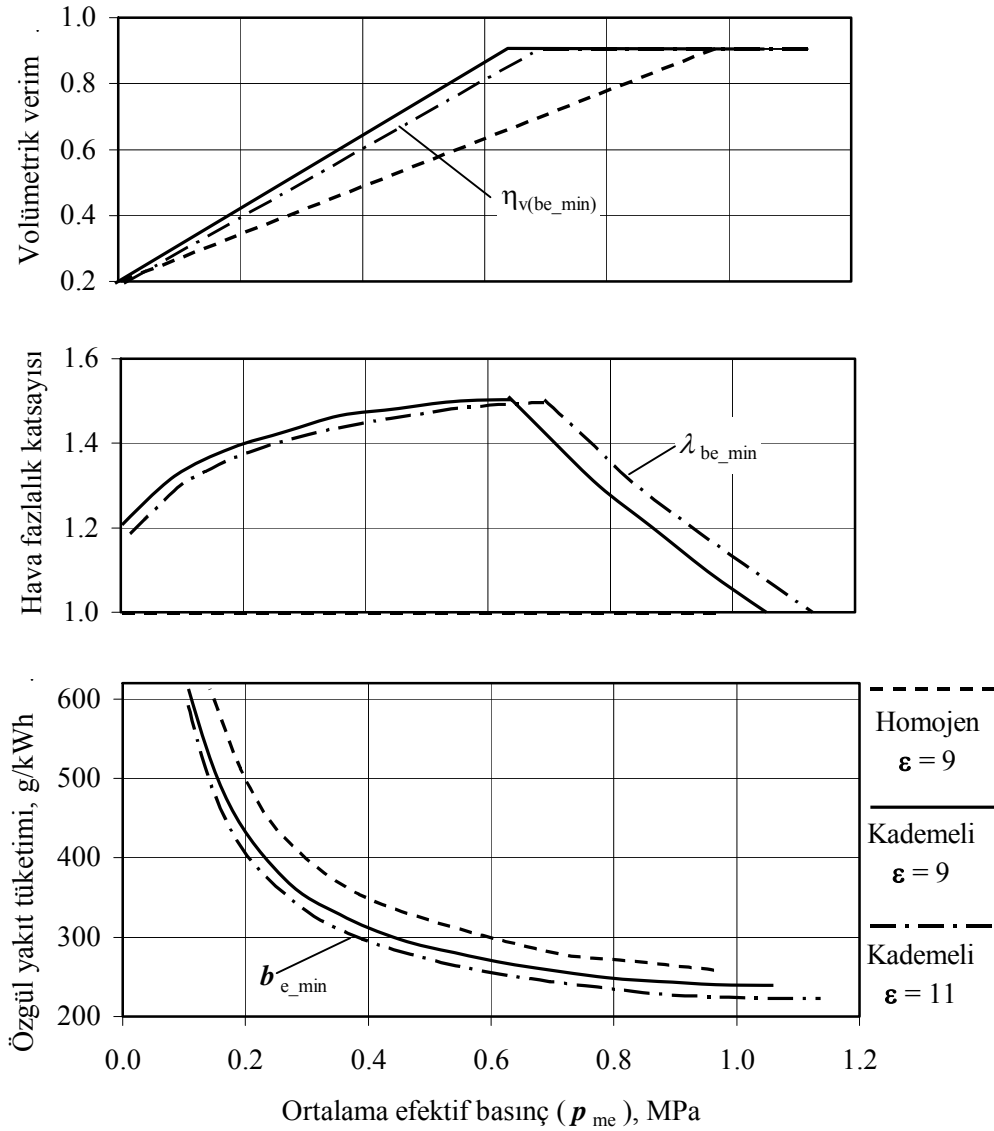 Volümetrik verim .
1.0
0.8
0.6
0.4
0.2
ηv(be_min)
Hava fazlalık katsayısı
1.6
1.4
1.2
1.0
λ be_min
Özgül yakıt tüketimi, g/kWh .
600
500
400
300
200
b e_min
0.0 0.2 0.4 0.6 0.8 1.0 1.2
Ortalama efektif basınç ( p me ), MPa
Homojen
ε = 9
Kademeli
ε = 9
Kademeli
ε = 11